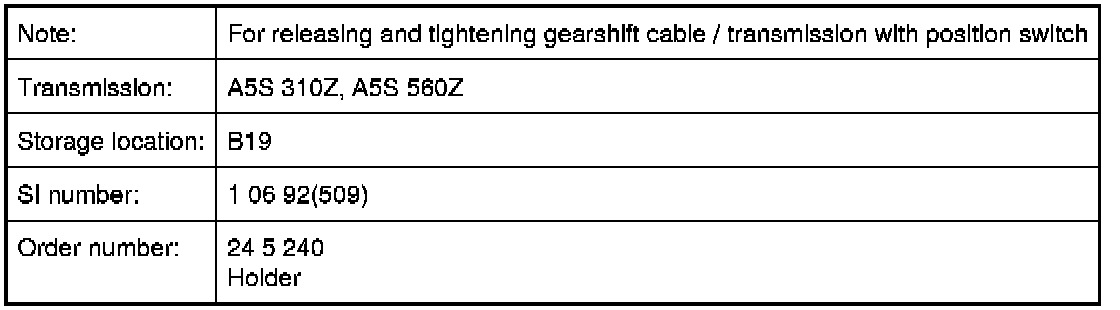 Note: For releasing and tightening gearshift cable / transmission with position switch
Transmission: A5S 310Z, A5S 560Z
Storage location: B19
SI number: 1 06 92(509)
Order number: 24 5 240
Holder